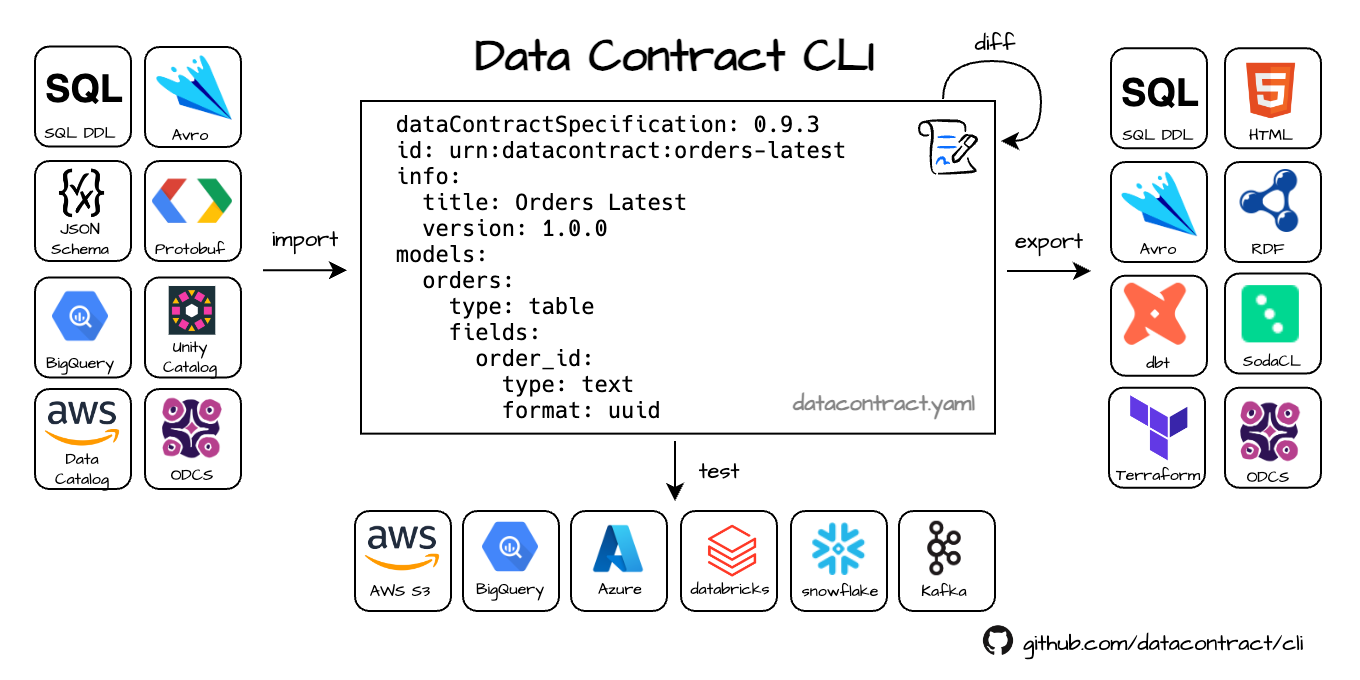 Data Contract CLI
diff
SQL
SQL DDL
Avro
JSON
Schema
Protobuf
BigQuery
Unity
Catalog
aws
Data
Catalog
ODCS
import
dataContractSpecification: 0.9.3
id: urn:datacontract:orders-latest
info:
  title: Orders Latest
  version: 1.0.0
models:
  orders:
    type: table
    fields:
      order_id:
        type: text
        format: uuid
datacontract.yaml
export
SQL
SQL DDL
HTML
Avro
RDF
dbt
SodaCL
Terraform
ODCS
test
aws
AWS S3
BigQuery
Azure
databricks
snowflake
Kafka
github.com/datacontract/cli